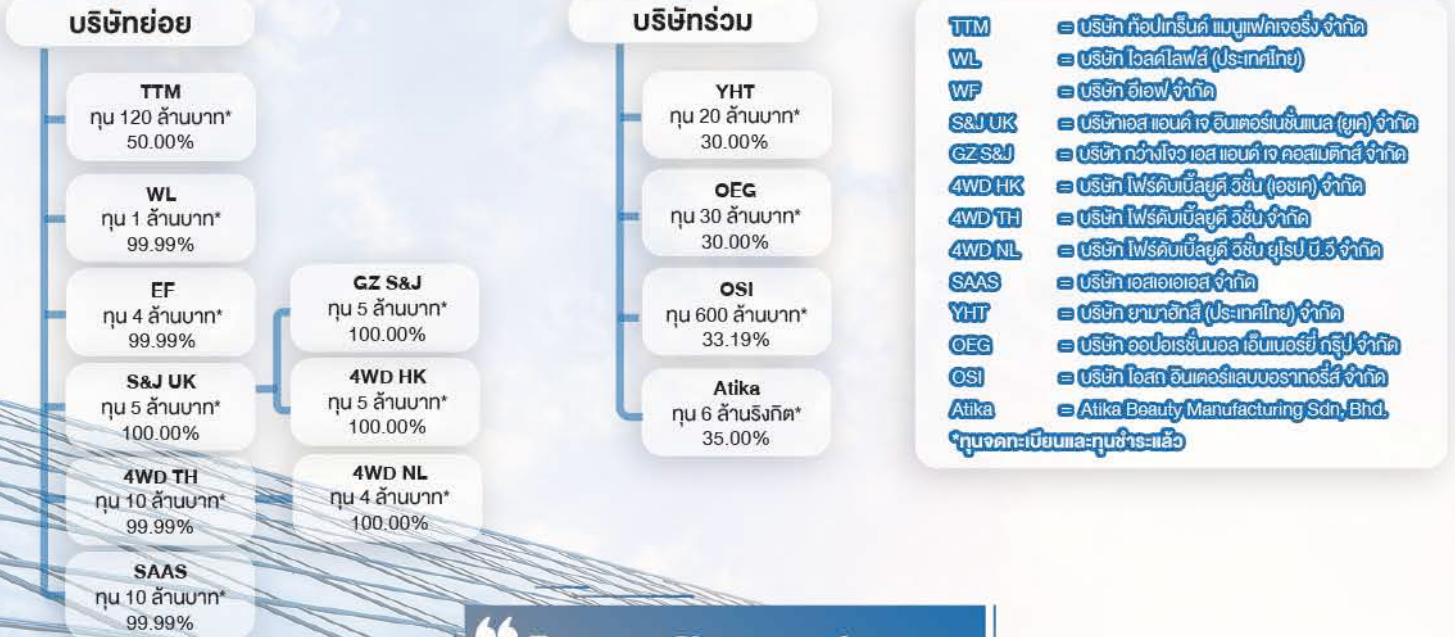 บริษัทย่อย
TTM
ทุน 120 ล้านบาท*
50.00%
WL
ทุน 1 ล้านบาท*
99.99%
EF
ทุน 4 ล้านบาท*
99.99%
S&J UK
ทุน 5 ล้านบาท*
100.00%
4WD TH
ทุน 10 ล้านบาท*
99.99%
SAAS
ทุน 10 ล้านบาท*
99.99%
GZ S&J
ทุน 5 ล้านบาท*
100.00%
4WD HK
ทุน 5 ล้านบาท*
100.00%
4WD NL
ทุน 4 ล้านบาท*
100.00%
บริษัทร่วม
YHT
ทุน 20 ล้านบาท*
30.00%
OEG
ทุน 30 ล้านบาท*
30.00%
OSI
ทุน 600 ล้านบาท*
33.19%
Atika
ทุน 6 ล้านริงกิต*
35.00%
TTM = บริษัท ท้อปเทร็นด์ แมนูแฟคเจอริ่ง จำกัด
WL = บริษัท ไวลด์ไลฟส์ (ประเทศไทย)
WF = บริษัท อีเอฟ จำกัด
S&J UK = บริษัทเอส แอนด์ เจ อินเตอร์เนชั่นแนล (ยูเค) จำกัด
GZ S&J = บริษัท กว่างโจว เอส แอนด์ เจ คอสเมติกส์ จำกัด
4WD HK = บริษัท โฟร์ดับเบิ้ลยูดี วิชั่น (เอชเค) จำกัด
4WD TH = บริษัท โฟร์ดับเบิ้ลยูดี วิชั่น จำกัด
4WD NL = บริษัท โฟร์ดับเบิ้ลยูดี วิชั่น ยุโรป บี.วี จำกัด
SAAS = บริษัท เอสเอเอเอส จำกัด
YHT = บริษัท ยามาฮัทสึ (ประเทศไทย) จำกัด
OEG = บริษัท ออปอเรชั่นนอล เอ็นเนอร์ยี่ กรุ๊ป จำกัด
OSI = บริษัท โอสถ อินเตอร์แลบบอราทอรี่ส์ จำกัด
Atika = Atika Beauty Manufacturing Sdn, Bhd.
*ทุนจดทะเบียนและทุนชำระแล้ว